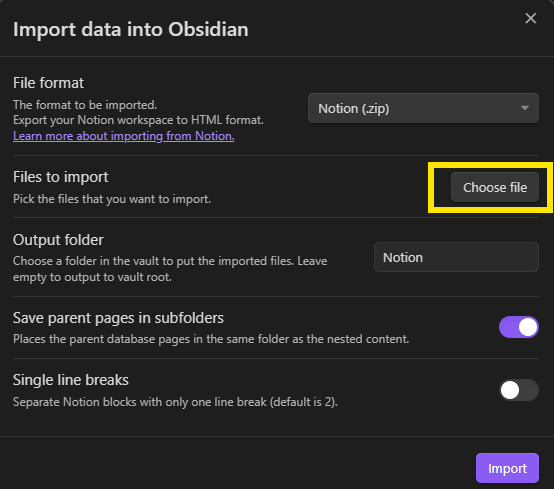 Import data into Obsidian
File format
The format to be imported.
Export your Notion workspace to HTML format.
Learn more about importing from Notion.
Notion (.zip)
Files to import
Pick the files that you want to import.
Choose file
Output folder
Choose a folder in the vault to put the imported files. Leave
empty to output to vault root.
Notion
Save parent pages in subfolders
Places the parent database pages in the same folder as the nested content.
Single line breaks
Separate Notion blocks with only one line break (default is 2).
Import